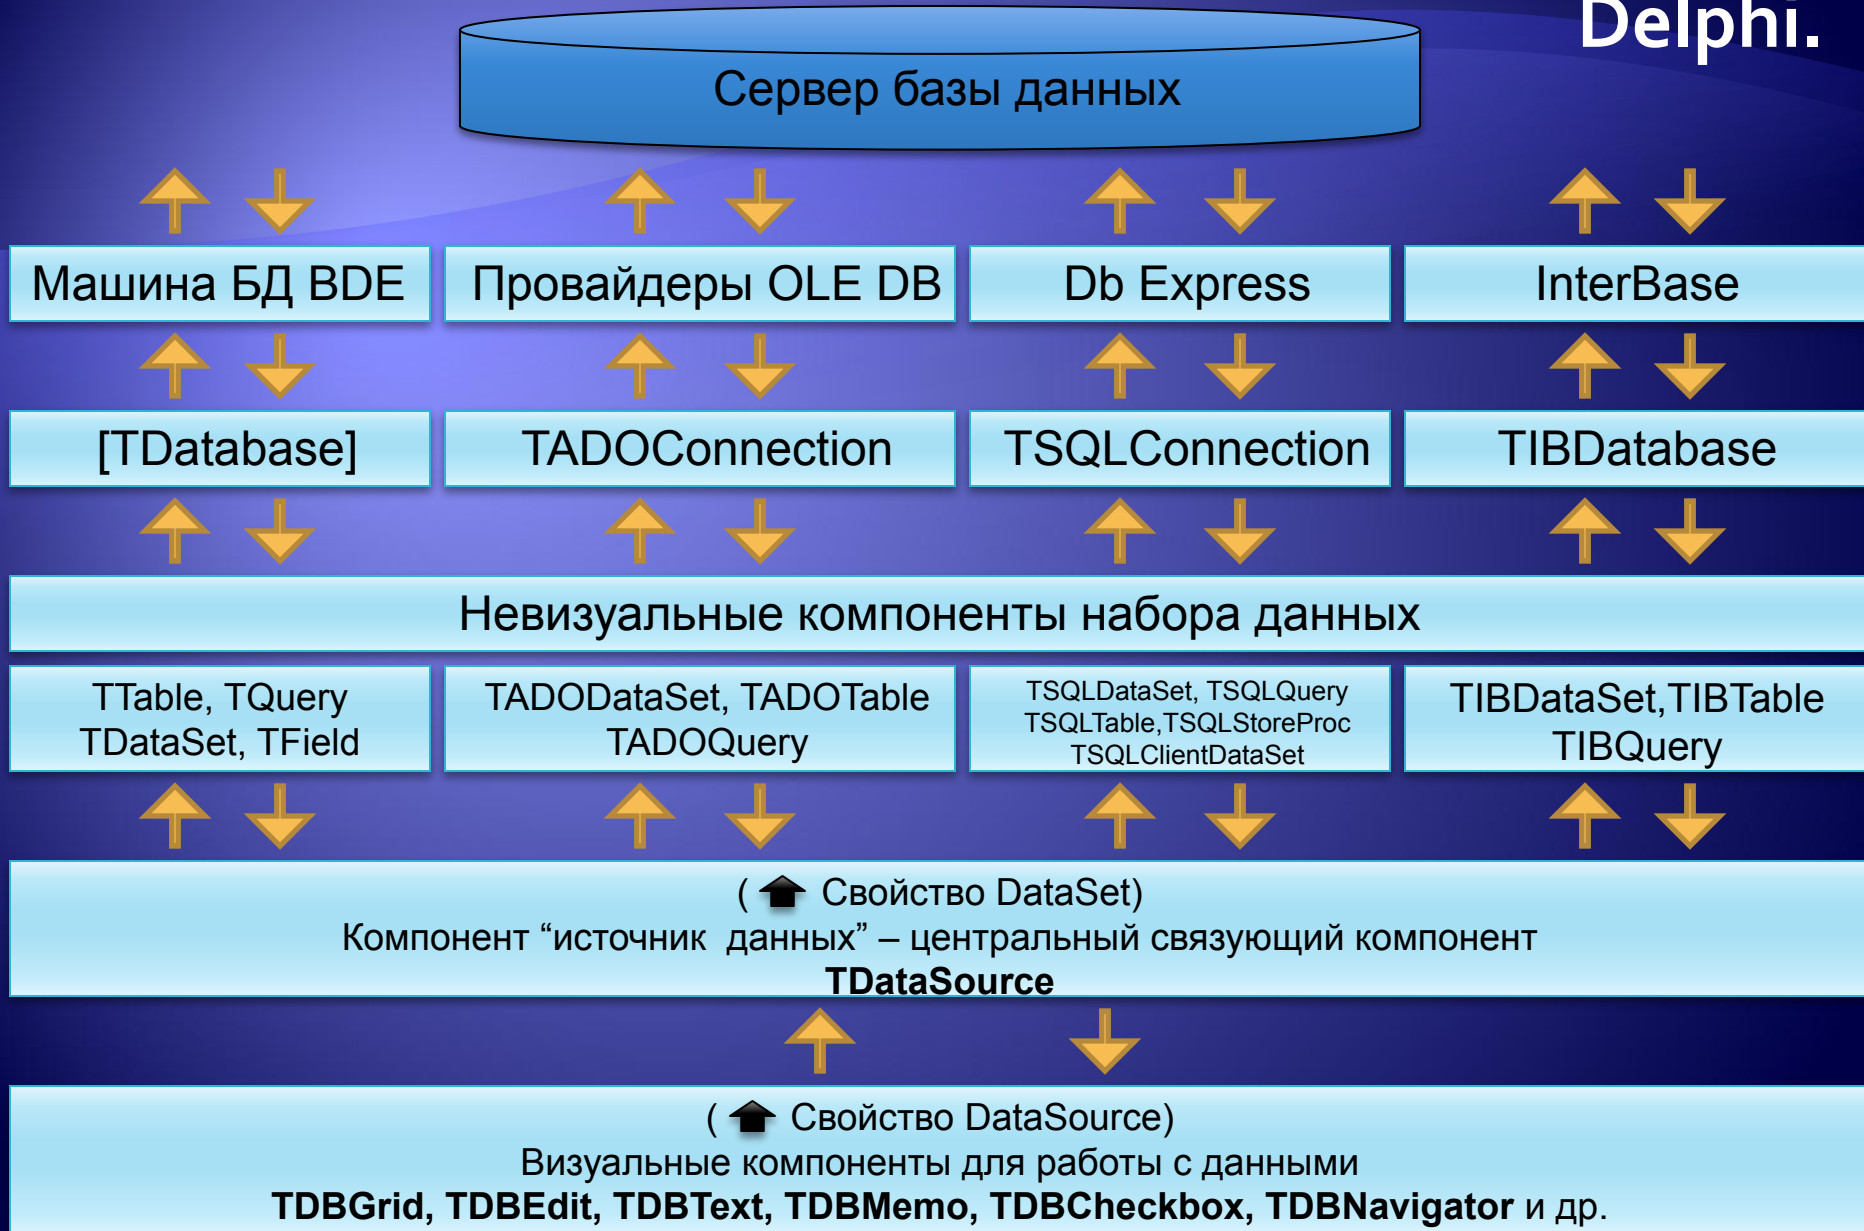 Delphi.
Сервер базы данных
Машина БД BDE
Провайдеры OLE DB
Db Express
InterBase
[TDatabase]
TADOConnection
TSQLConnection
TIBDatabase
Невизуальные компоненты набора данных
TTable, TQuery
TDataSet, TField
TADODataSet, TADOTable
TADOQuery
TSQLDataSet, TSQLQuery
TSQLTable,TSQLStoreProc
TSQLClientDataSet
TIBDataSet,TIBTable
TIBQuery
( Свойство DataSet)
Компонент “источник данных” – центральный связующий компонент
TDataSource
( Свойство DataSource)
Визуальные компоненты для работы с данными
TDBGrid, TDBEdit, TDBText, TDBMemo, TDBCheckbox, TDBNavigator и др.